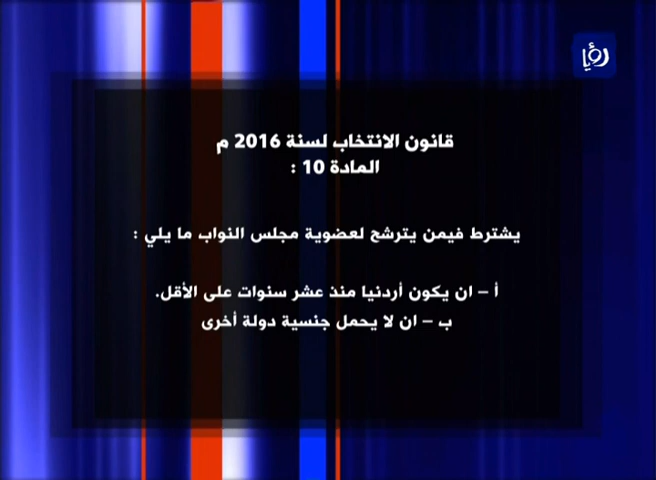 رؤيا
قانون الانتخاب لسنة 2016 م
المادة 10 :
يشترط فيمن يترشح لعضوية مجلس النواب ما يلي :
أ – ان يكون أردنيا منذ عشر سنوات على الأقل.
ب – ان لا يحمل جنسية دولة أخرى